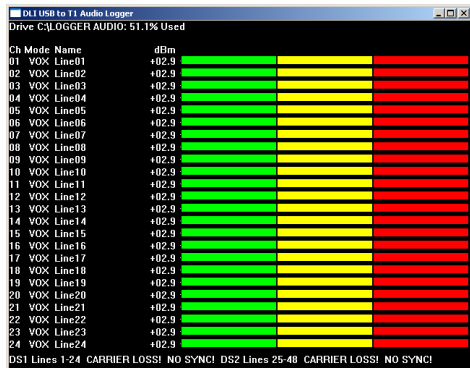 DLI USB to T1 Audio Logger
Drive C:\LOGGER AUDIO: 51.1% Used
Ch Mode Name dBm
01 VOX Line01 +02.9
02 VOX Line02 +02.9
03 VOX Line03 +02.9
04 VOX Line04 +02.9
05 VOX Line05 +02.9
06 VOX Line06 +02.9
07 VOX Line07 +02.9
08 VOX Line08 +02.9
09 VOX Line09 +02.9
10 VOX Line10 +02.9
11 VOX Line11 +02.9
12 VOX Line12 +02.9
13 VOX Line13 +02.9
14 VOX Line14 +02.9
15 VOX Line15 +02.9
16 VOX Line16 +02.9
17 VOX Line17 +02.9
18 VOX Line18 +02.9
19 VOX Line19 +02.9
20 VOX Line20 +02.9
21 VOX Line21 +02.9
22 VOX Line22 +02.9
23 VOX Line23 +02.9
24 VOX Line24 +02.9
DS1 Lines 1-24 CARRIER LOSS! NO SYNC! DS2 Lines 25-48 CARRIER LOSS! NO SYNC!